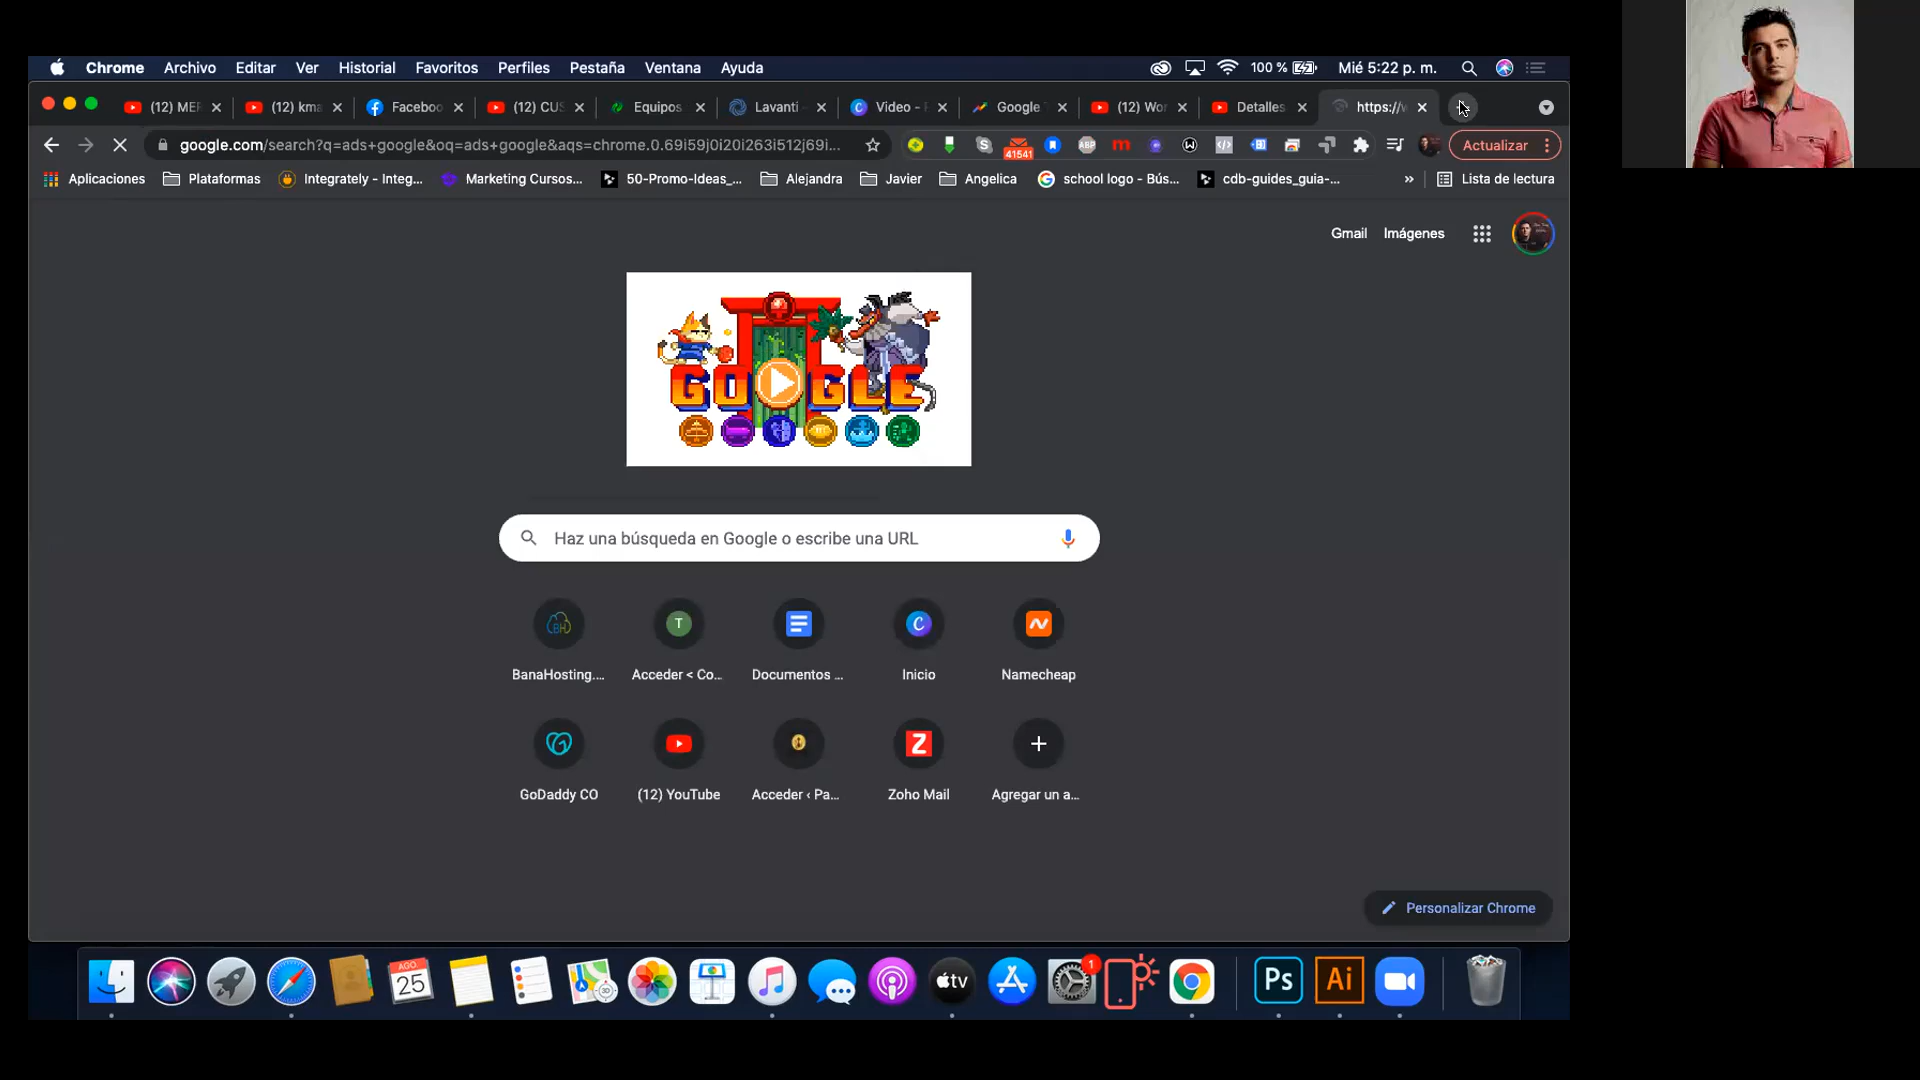 Chrome Archivo Editar Ver Historial Favoritos Perfiles Pestaña Ventana Ayuda 100 % Mié 5:22 p. m.
(12) MEF (12) kma Faceboo (12) CUS Equipos Lavanti - Video - Google (12) Wor Detalles https://
google.com/search?q=ads+google&oq=ads+google&aqs=chrome.0.69i59j0i20i263i512j69i... 41541 ABP Actualizar
Aplicaciones Plataformas Integrately - Integ... Marketing Cursos... 50-Promo-Ideas_... Alejandra Javier Angelica school logo - Bús... cdb-guides_guia-... » Lista de lectura
Gmail Imágenes
GOOGLE
Haz una búsqueda en Google o escribe una URL
BanaHosting.... Acceder < Co... Documentos ... Inicio Namecheap
GoDaddy CO (12) YouTube Acceder ‹ Pa... Zoho Mail Agregar un a...
Personalizar Chrome
AGO 25 tv 1 Ps Ai